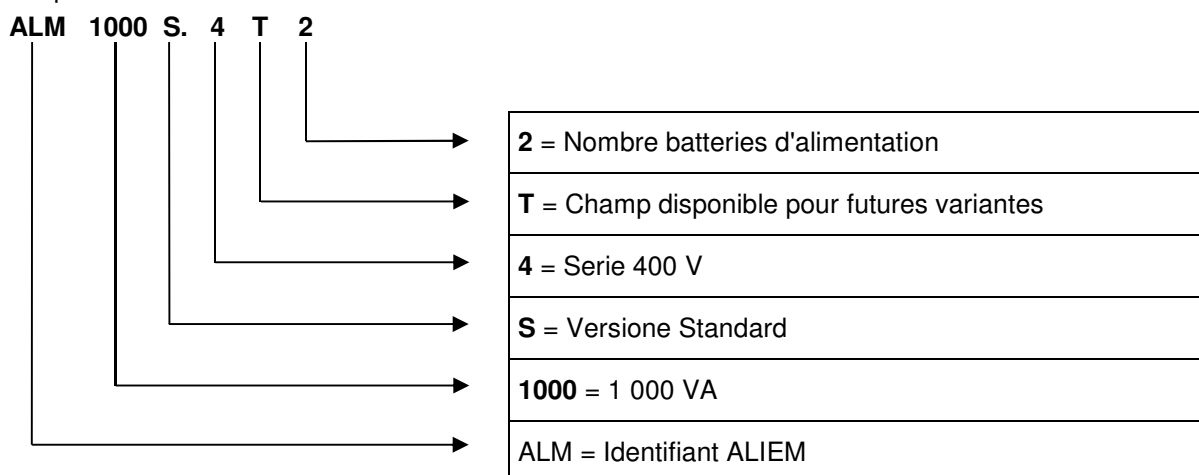 ALM 1000 S. 4 T 2
2 = Nombre batteries d'alimentation
T = Champ disponible pour futures variantes
4 = Serie 400 V
S = Versione Standard
1000 = 1 000 VA
ALM = Identifiant ALIEM